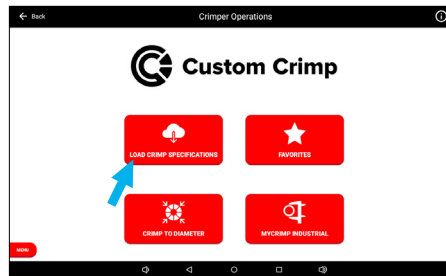 Back
Crimper Operations
Custom Crimp
LOAD CRIMP SPECIFICATIONS
FAVORITES
CRIMP TO DIAMETER
MYCRIMP INDUSTRIAL
MENU